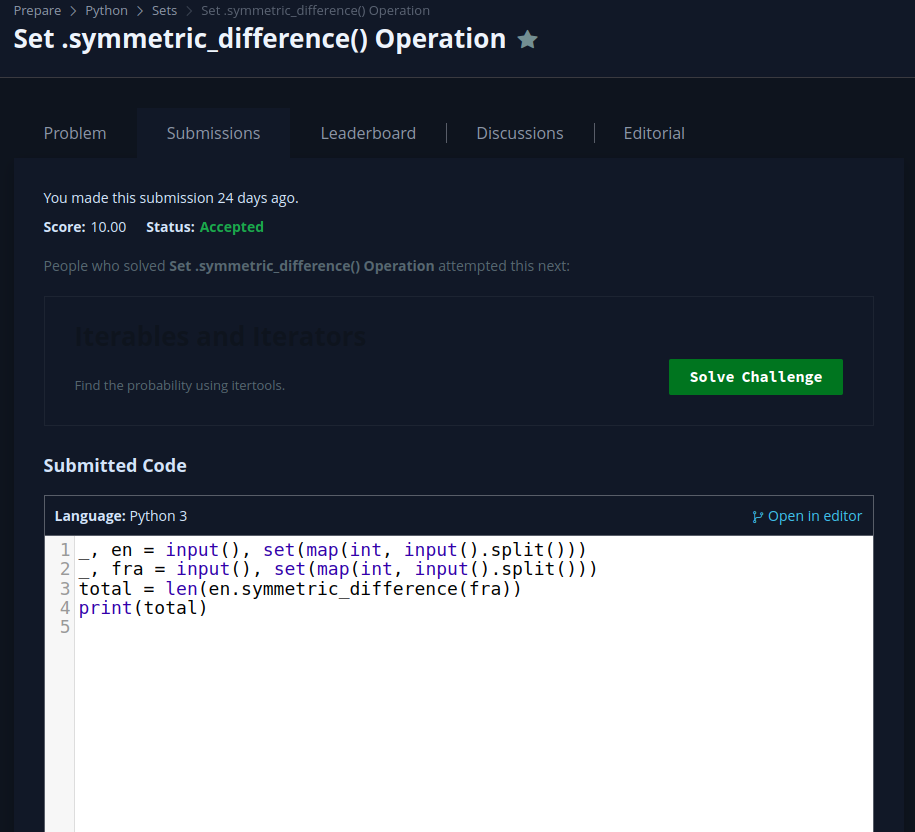 Prepare > Python > Sets > Set .symmetric_difference() Operation
Set .symmetric_difference() Operation
Problem Submissions Leaderboard Discussions Editorial
You made this submission 24 days ago.
Score: 10.00 Status: Accepted
People who solved Set .symmetric_difference() Operation attempted this next:
Iterables and Iterators
Find the probability using itertools.
Solve Challenge
Submitted Code
Language: Python 3 Open in editor
1 _, en = input(), set(map(int, input().split()))
2 _, fra = input(), set(map(int, input().split()))
3 total = len(en.symmetric_difference(fra))
4 print(total)
5